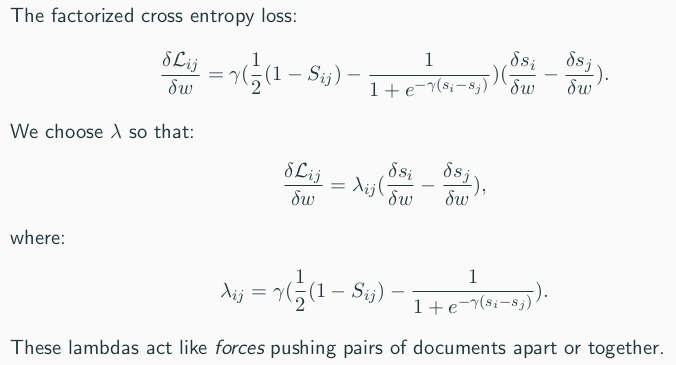 The factorized cross entropy loss:
$$\frac{\delta \mathcal{L}_{ij}}{\delta w} = \gamma(\frac{1}{2}(1 - S_{ij}) - \frac{1}{1 + e^{-\gamma(s_i - s_j)}})(\frac{\delta s_i}{\delta w} - \frac{\delta s_j}{\delta w}).$$
We choose λ so that:
$$\frac{\delta \mathcal{L}_{ij}}{\delta w} = \lambda_{ij}(\frac{\delta s_i}{\delta w} - \frac{\delta s_j}{\delta w}),$$
where:
$$\lambda_{ij} = \gamma(\frac{1}{2}(1 - S_{ij}) - \frac{1}{1 + e^{-\gamma(s_i - s_j)}}).$$
These lambdas act like forces pushing pairs of documents apart or together.